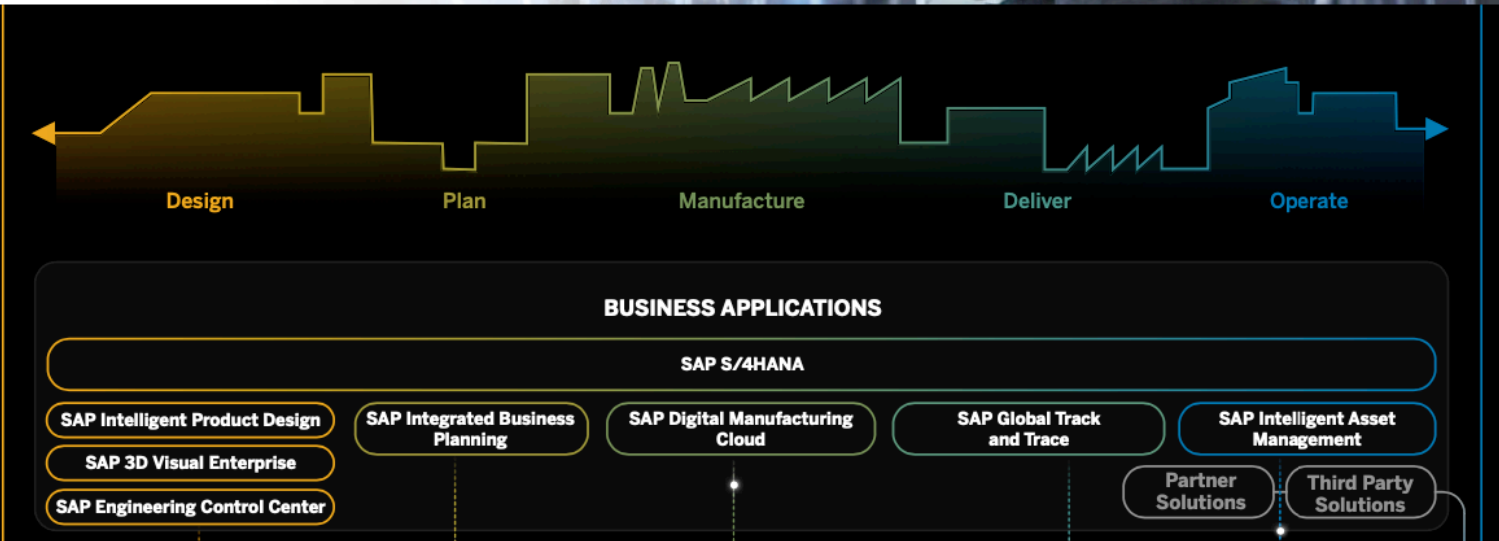 Design
Plan
Manufacture
Deliver
Operate
BUSINESS APPLICATIONS
SAP S/4HANA
SAP Intelligent Product Design
SAP 3D Visual Enterprise
SAP Engineering Control Center
SAP Integrated Business
Planning
SAP Digital Manufacturing
Cloud
SAP Global Track
and Trace
SAP Intelligent Asset
Management
Partner
Solutions
Third Party
Solutions